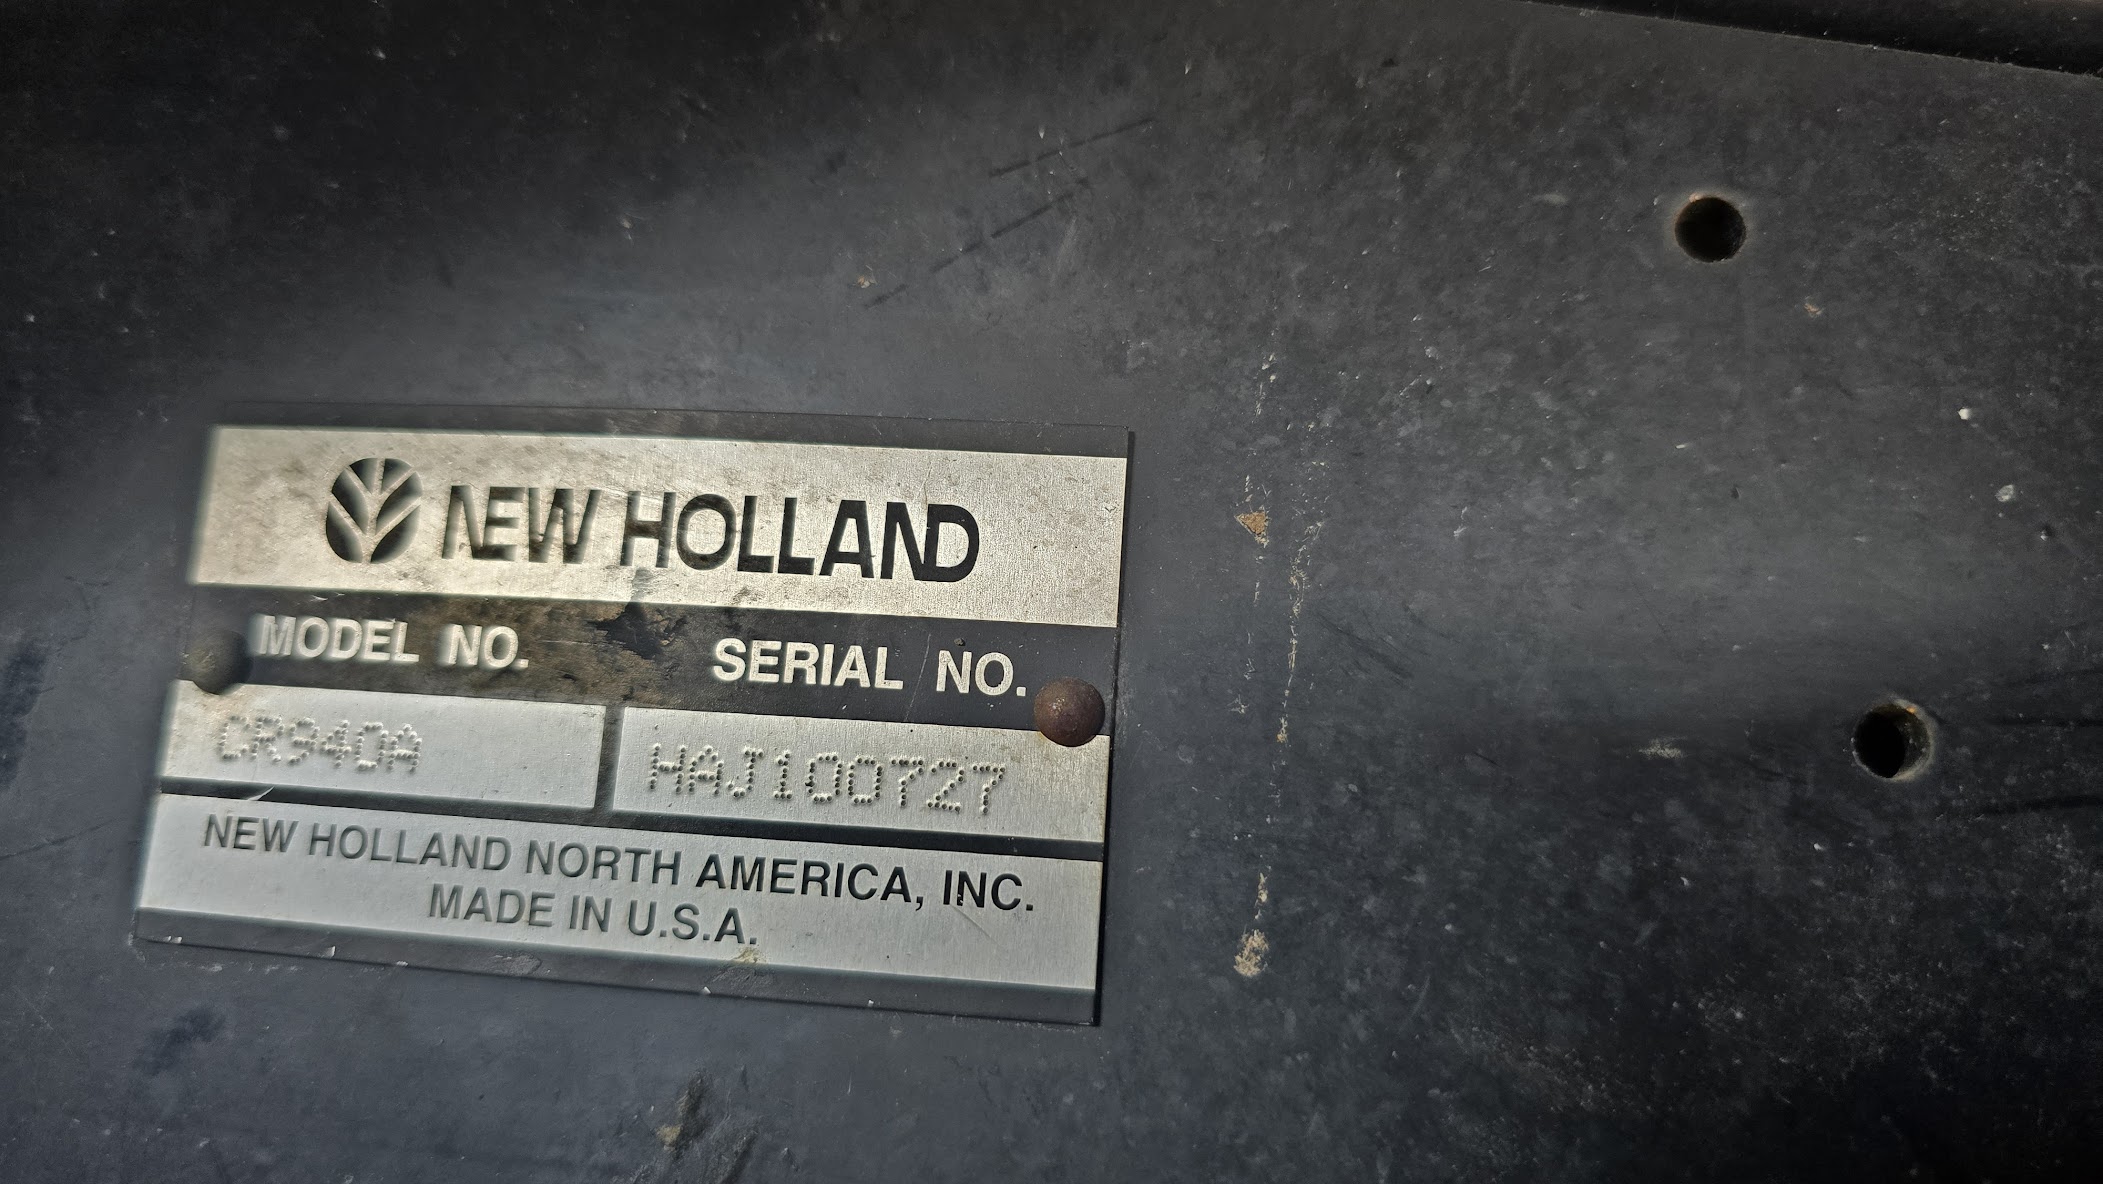 NEW HOLLAND
MODEL NO. SERIAL NO.
CR940A HAJ100727
NEW HOLLAND NORTH AMERICA, INC.
MADE IN U.S.A.